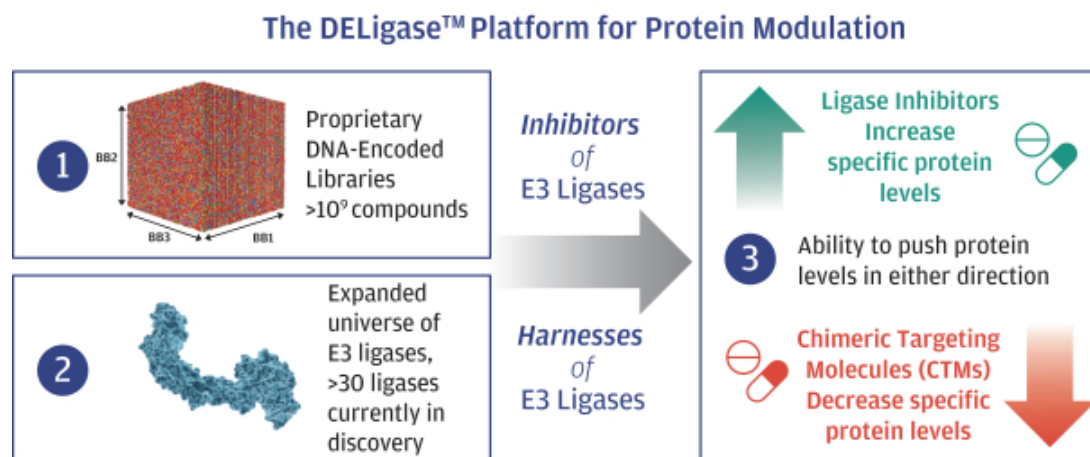 The DELigase™ Platform for Protein Modulation
1
BB2
BB3
BB1
Proprietary
DNA-Encoded
Libraries
>10⁹ compounds
2
Expanded
universe of
E3 ligases,
>30 ligases
currently in
discovery
Inhibitors
of
E3 Ligases
Harnesses
of
E3 Ligases
Ligase Inhibitors
Increase
specific protein
levels
3
Ability to push protein
levels in either direction
Chimeric Targeting
Molecules (CTMs)
Decrease specific
protein levels